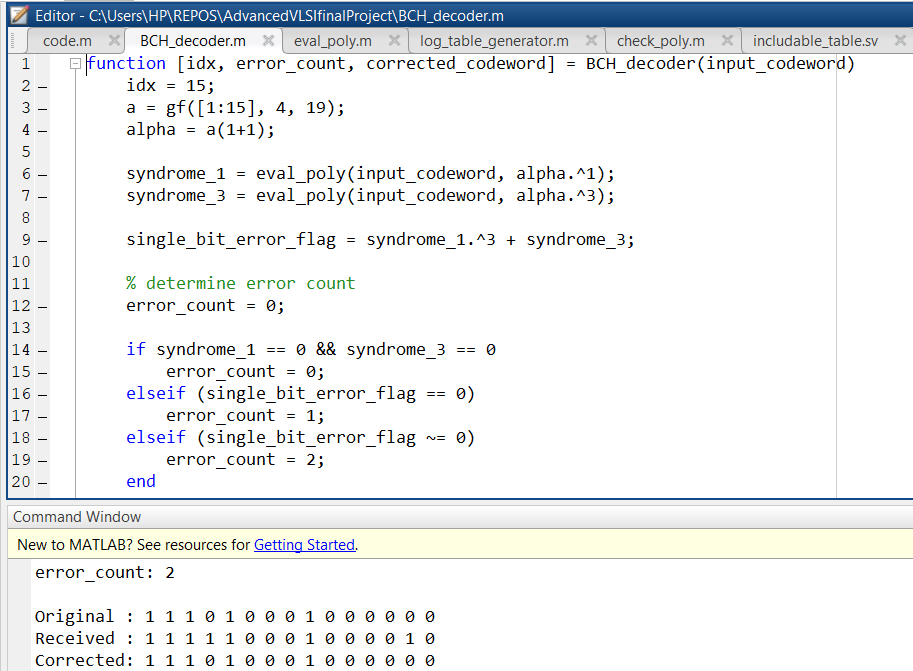 Editor - C:\Users\HP\REPOS\AdvancedVLSIfinalProject\BCH_decoder.m
code.m × BCH_decoder.m × eval_poly.m × log_table_generator.m × check_poly.m × includable_table.sv ×
1 function [idx, error_count, corrected_codeword] = BCH_decoder(input_codeword)
2 – idx = 15;
3 – a = gf([1:15], 4, 19);
4 – alpha = a(1+1);
5
6 – syndrome_1 = eval_poly(input_codeword, alpha.^1);
7 – syndrome_3 = eval_poly(input_codeword, alpha.^3);
8
9 – single_bit_error_flag = syndrome_1.^3 + syndrome_3;
10
11 % determine error count
12 – error_count = 0;
13
14 – if syndrome_1 == 0 && syndrome_3 == 0
15 – error_count = 0;
16 – elseif (single_bit_error_flag == 0)
17 – error_count = 1;
18 – elseif (single_bit_error_flag ~= 0)
19 – error_count = 2;
20 – end
Command Window
New to MATLAB? See resources for Getting Started.
error_count: 2
Original : 1 1 1 0 1 0 0 0 1 0 0 0 0 0 0
Received : 1 1 1 1 1 0 0 0 1 0 0 0 0 1 0
Corrected: 1 1 1 0 1 0 0 0 1 0 0 0 0 0 0